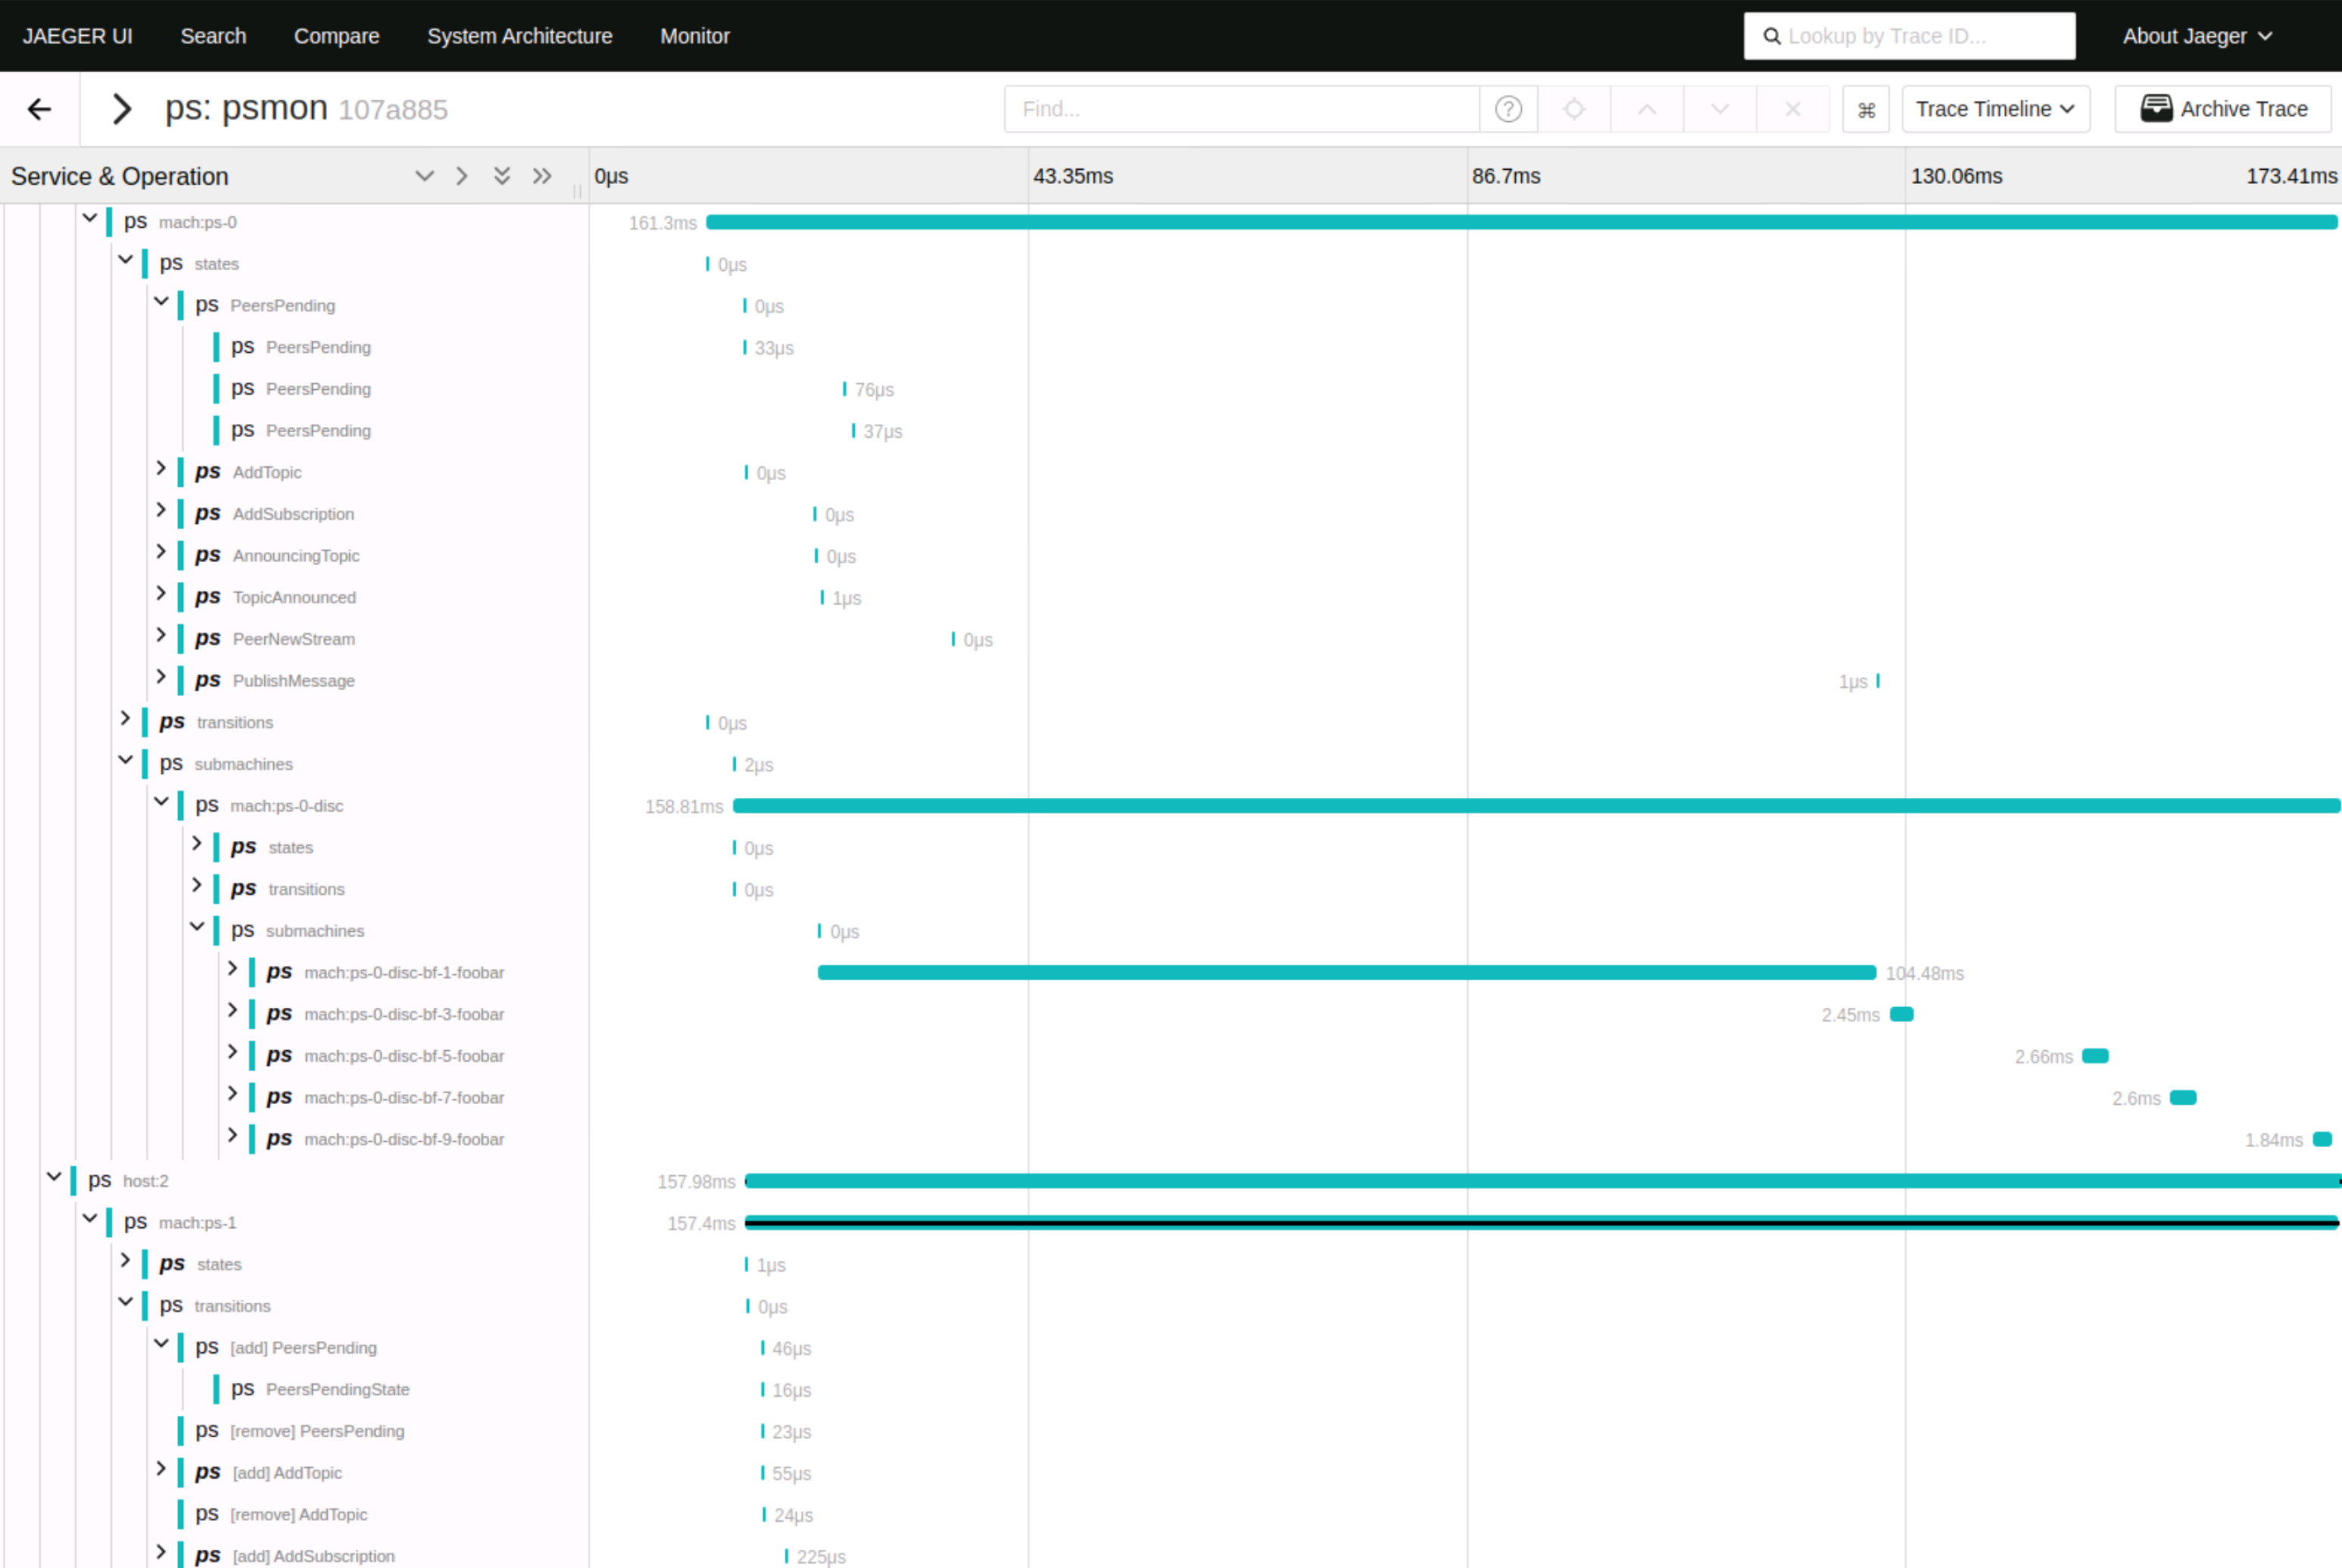 JAEGER UI Search Compare System Architecture Monitor Lookup by Trace ID... About Jaeger
ps: psmon 107a885 Find... ? ⌘ Trace Timeline Archive Trace
Service & Operation 0μs 43.35ms 86.7ms 130.06ms 173.41ms
ps mach:ps-0 161.3ms
ps states 0μs
ps PeersPending 0μs
ps PeersPending 33μs
ps PeersPending 76μs
ps PeersPending 37μs
ps AddTopic 0μs
ps AddSubscription 0μs
ps AnnouncingTopic 0μs
ps TopicAnnounced 1μs
ps PeerNewStream 0μs
ps PublishMessage 1μs
ps transitions 0μs
ps submachines 2μs
ps mach:ps-0-disc 158.81ms
ps states 0μs
ps transitions 0μs
ps submachines 0μs
ps mach:ps-0-disc-bf-1-foobar 104.48ms
ps mach:ps-0-disc-bf-3-foobar 2.45ms
ps mach:ps-0-disc-bf-5-foobar 2.66ms
ps mach:ps-0-disc-bf-7-foobar 2.6ms
ps mach:ps-0-disc-bf-9-foobar 1.84ms
ps host:2 157.98ms
ps mach:ps-1 157.4ms
ps states 1μs
ps transitions 0μs
ps [add] PeersPending 46μs
ps PeersPendingState 16μs
ps [remove] PeersPending 23μs
ps [add] AddTopic 55μs
ps [remove] AddTopic 24μs
ps [add] AddSubscription 225μs